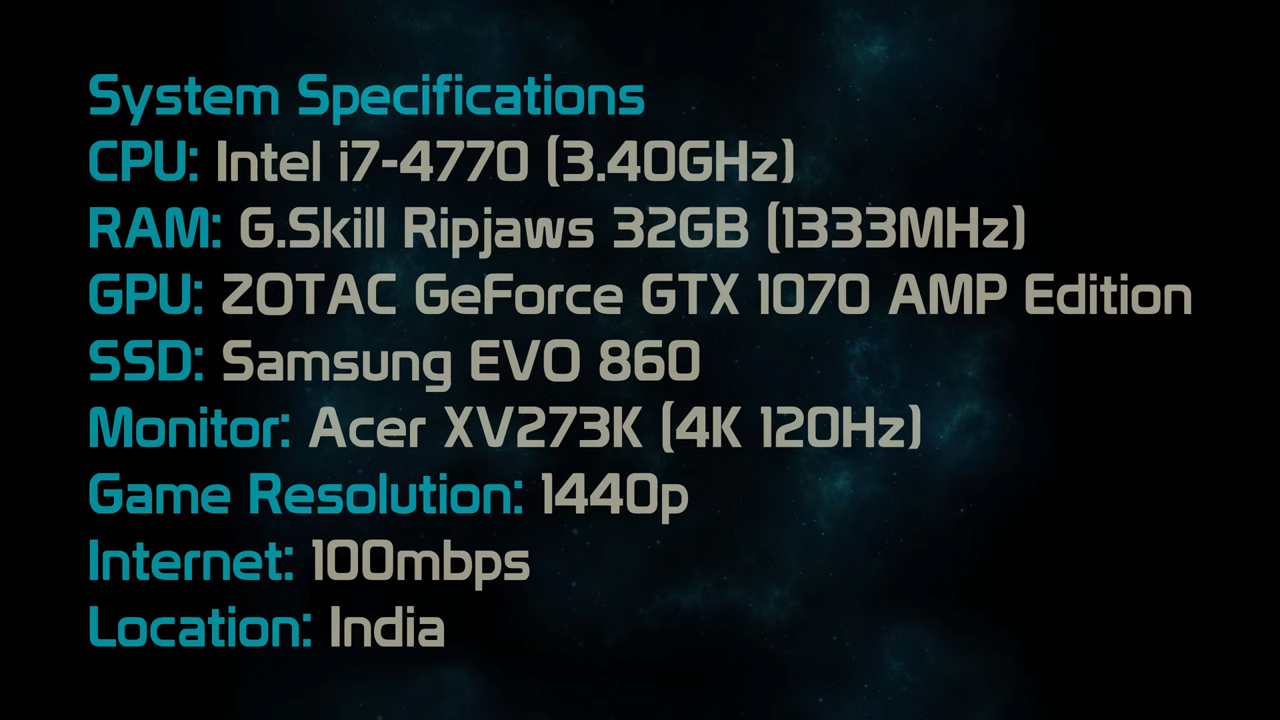 System Specifications
CPU: Intel i7-4770 (3.40GHz)
RAM: G.Skill Ripjaws 32GB (1333MHz)
GPU: ZOTAC GeForce GTX 1070 AMP Edition
SSD: Samsung EVO 860
Monitor: Acer XV273K (4K 120Hz)
Game Resolution: 1440p
Internet: 100mbps
Location: India